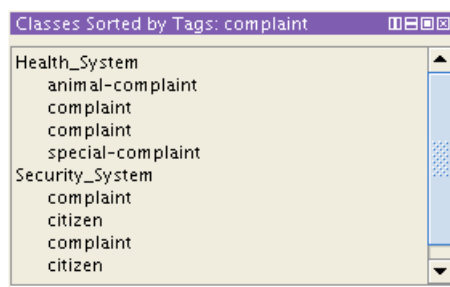 Classes Sorted by Tags: complaint
Health_System
animal-complaint
complaint
complaint
special-complaint
Security_System
complaint
citizen
complaint
citizen